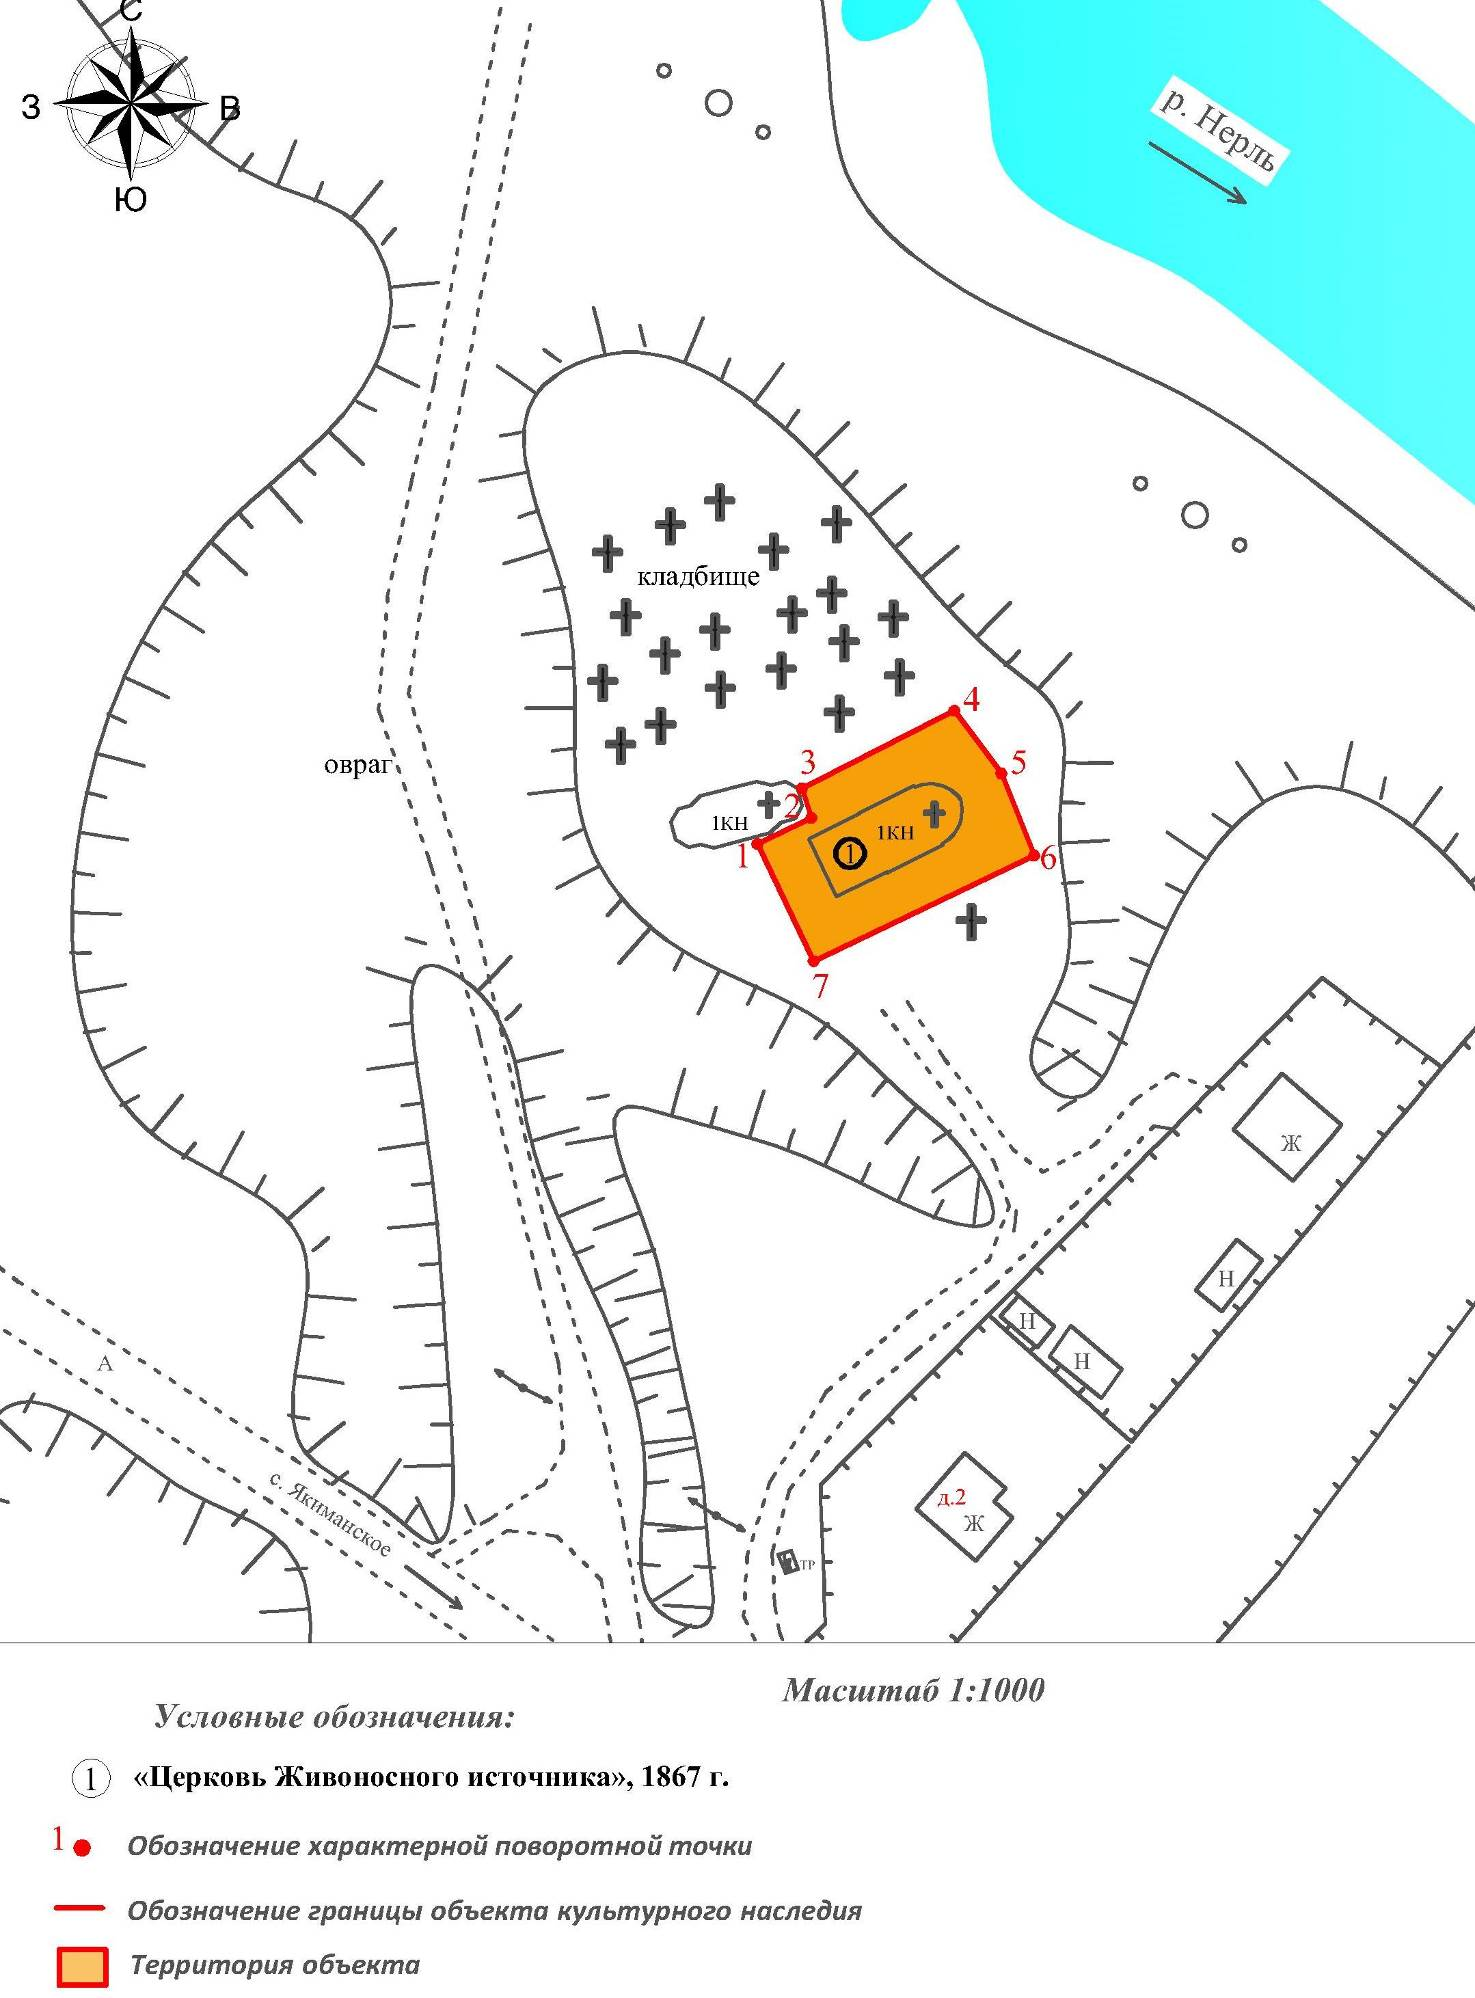 С
З
В
Ю
р. Нерль
кладбище
овраг
4
3
5
2
1КН
1КН
1
1
6
7
Ж
Н
Н
Н
А
с. Якиманское
д.2
Ж
ТР
Масштаб 1:1000
Условные обозначения:
1 «Церковь Живоносного источника», 1867 г.
1 Обозначение характерной поворотной точки
Обозначение границы объекта культурного наследия
Территория объекта